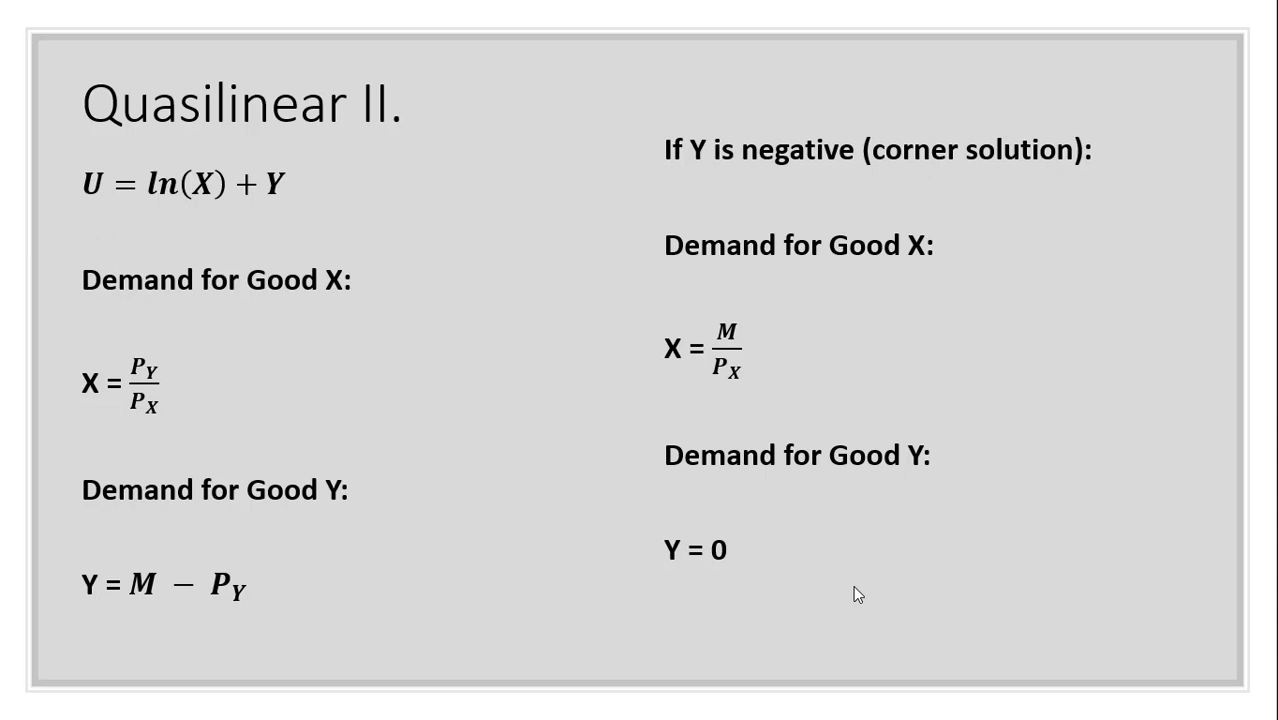 Quasilinear II.
U = ln(X) + Y
Demand for Good X:
X = P_Y / P_X
Demand for Good Y:
Y = M − P_Y
If Y is negative (corner solution):
Demand for Good X:
X = M / P_X
Demand for Good Y:
Y = 0